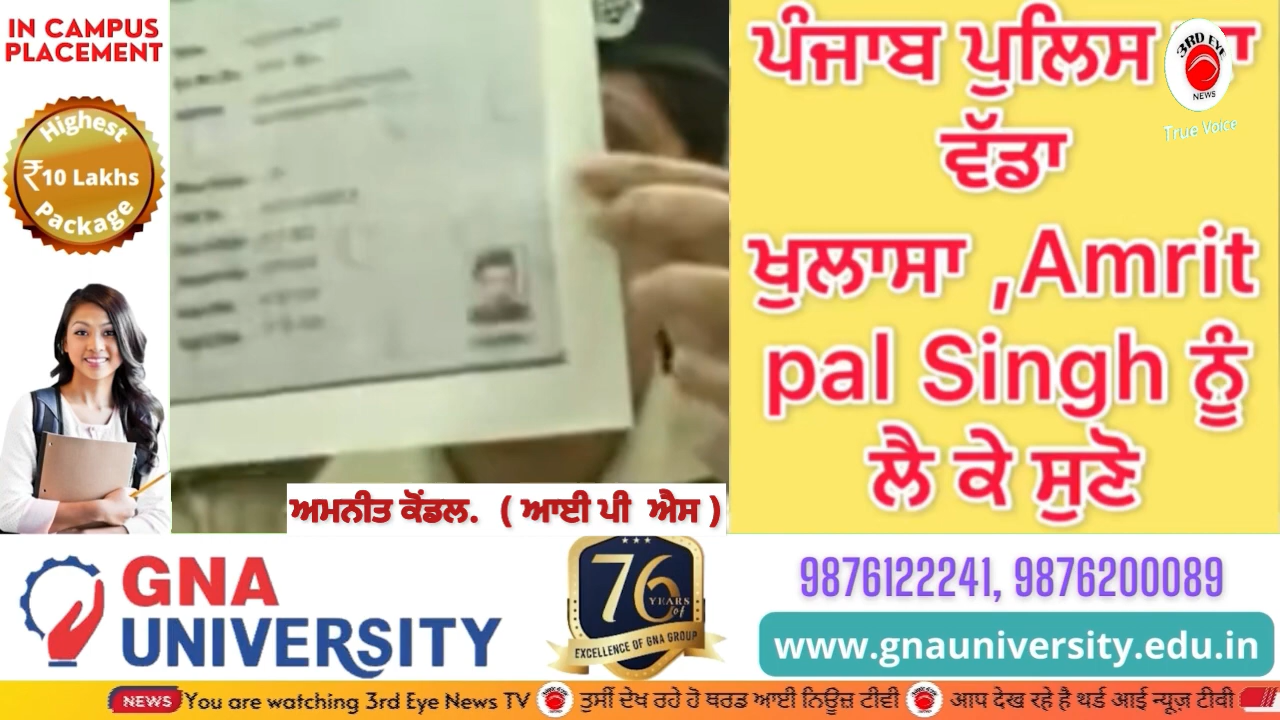 IN CAMPUS
PLACEMENT
Highest
₹10 Lakhs
Package
ਪੰਜਾਬ ਪੁਲਿਸ
ਵੱਡਾ
ਖੁਲਾਸਾ ,Amrit
pal Singh ਨੂੰ
ਲੈ ਕੇ ਸੁਣੋ
3RD EYE
NEWS
True Voice
ਅਮਨੀਤ ਕੋਂਡਲ. ( ਆਈ ਪੀ ਐਸ )
GNA
UNIVERSITY
76
YEARS
of
EXCELLENCE OF GNA GROUP
9876122241, 9876200089
www.gnauniversity.edu.in
NEWS You are watching 3rd Eye News TV ਤੁਸੀਂ ਦੇਖ ਰਹੇ ਹੋ ਥਰਡ ਆਈ ਨਿਊਜ਼ ਟੀਵੀ आप देख रहे है थर्ड आई न्यूज़ टीवी